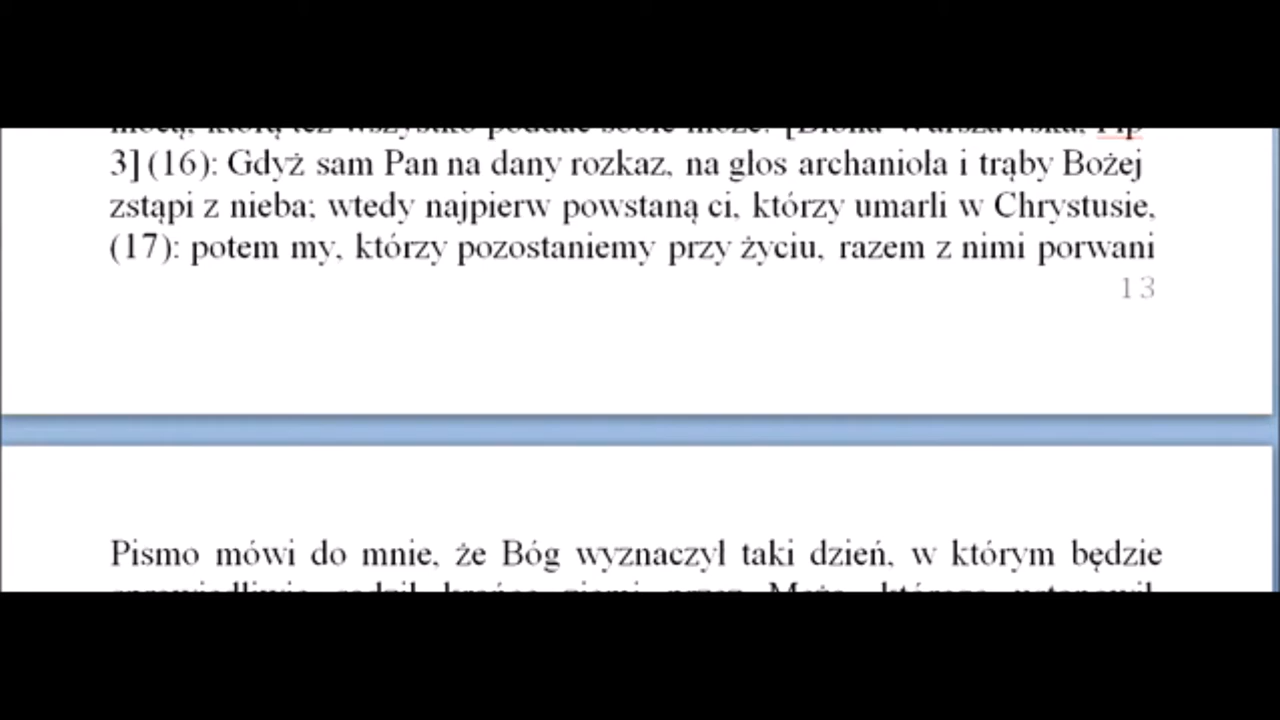 3] (16): Gdyż sam Pan na dany rozkaz, na głos archanioła i trąby Bożej
zstąpi z nieba; wtedy najpierw powstaną ci, którzy umarli w Chrystusie,
(17): potem my, którzy pozostaniemy przy życiu, razem z nimi porwani
13
Pismo mówi do mnie, że Bóg wyznaczył taki dzień, w którym będzie